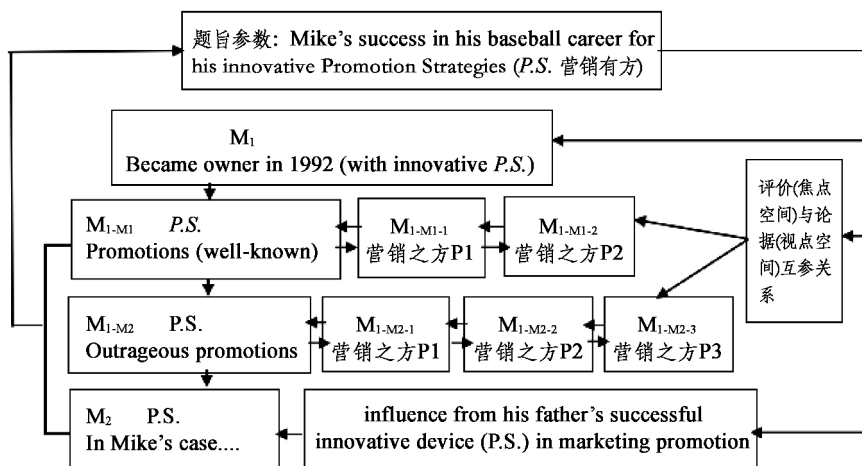 题旨参数: Mike's success in his baseball career for
his innovative Promotion Strategies (P.S. 营销有方)
M1
Became owner in 1992 (with innovative P.S.)
M1-M1 P.S.
Promotions (well-known)
M1-M1-1
营销之方P1
M1-M1-2
营销之方P2
评价(焦点
空间)与论
据(视点空
间)互参关
系
M1-M2 P.S.
Outrageous promotions
M1-M2-1
营销之方P1
M1-M2-2
营销之方P2
M1-M2-3
营销之方P3
M2 P.S.
In Mike's case....
influence from his father's successful
innovative device (P.S.) in marketing promotion